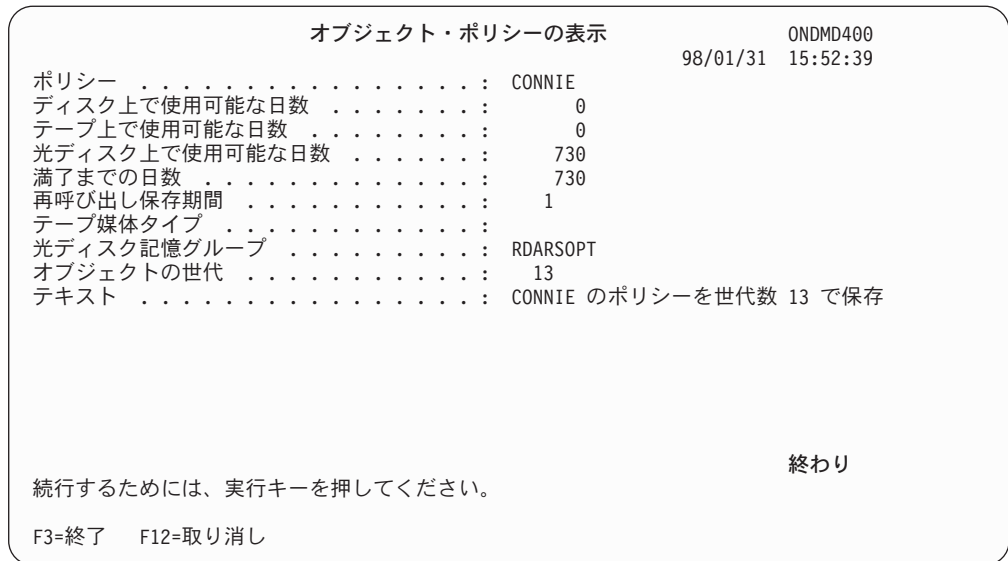 オブジェクト・ポリシーの表示 ONDMD400
98/01/31 15:52:39
ポリシー . . . . . . . . . . . . . . . . . : CONNIE
ディスク上で使用可能な日数 . . . . . . . : 0
テープ上で使用可能な日数 . . . . . . . . : 0
光ディスク上で使用可能な日数 . . . . . . : 730
満了までの日数 . . . . . . . . . . . . . : 730
再呼び出し保存期間 . . . . . . . . . . . : 1
テープ媒体タイプ . . . . . . . . . . . . :
光ディスク記憶グループ . . . . . . . . . : RDARSOPT
オブジェクトの世代 . . . . . . . . . . . : 13
テキスト . . . . . . . . . . . . . . . . : CONNIE のポリシーを世代数 13 で保存
終わり
続行するためには、実行キーを押してください。
F3=終了 F12=取り消し